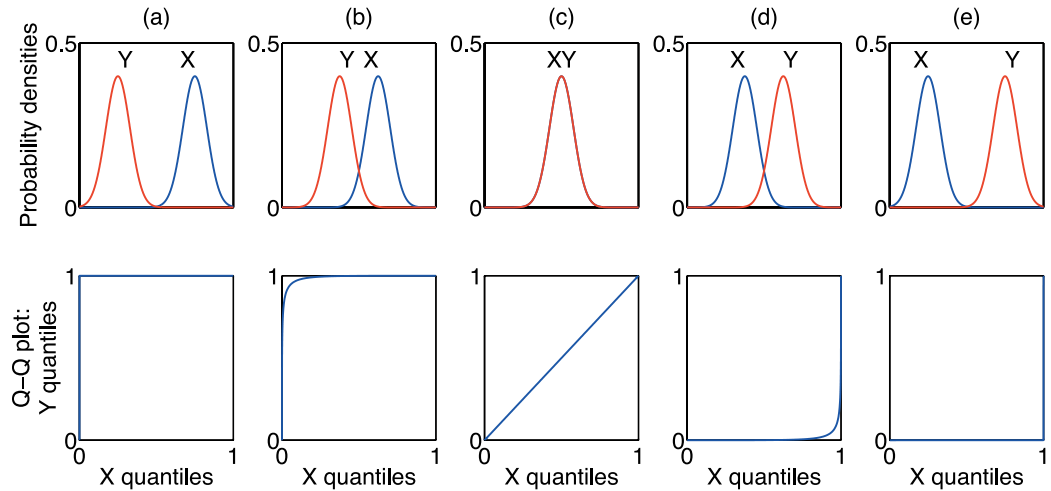 (a) (b) (c) (d) (e)
Probability densities
0.5 0.5 0.5 0.5 0.5
Y X Y X XY X Y X Y
0 0 0 0 0
Q-Q plot:
Y quantiles
1 1 1 1 1
0 0 0 0 0
0 1 0 1 0 1 0 1 0 1
X quantiles X quantiles X quantiles X quantiles X quantiles